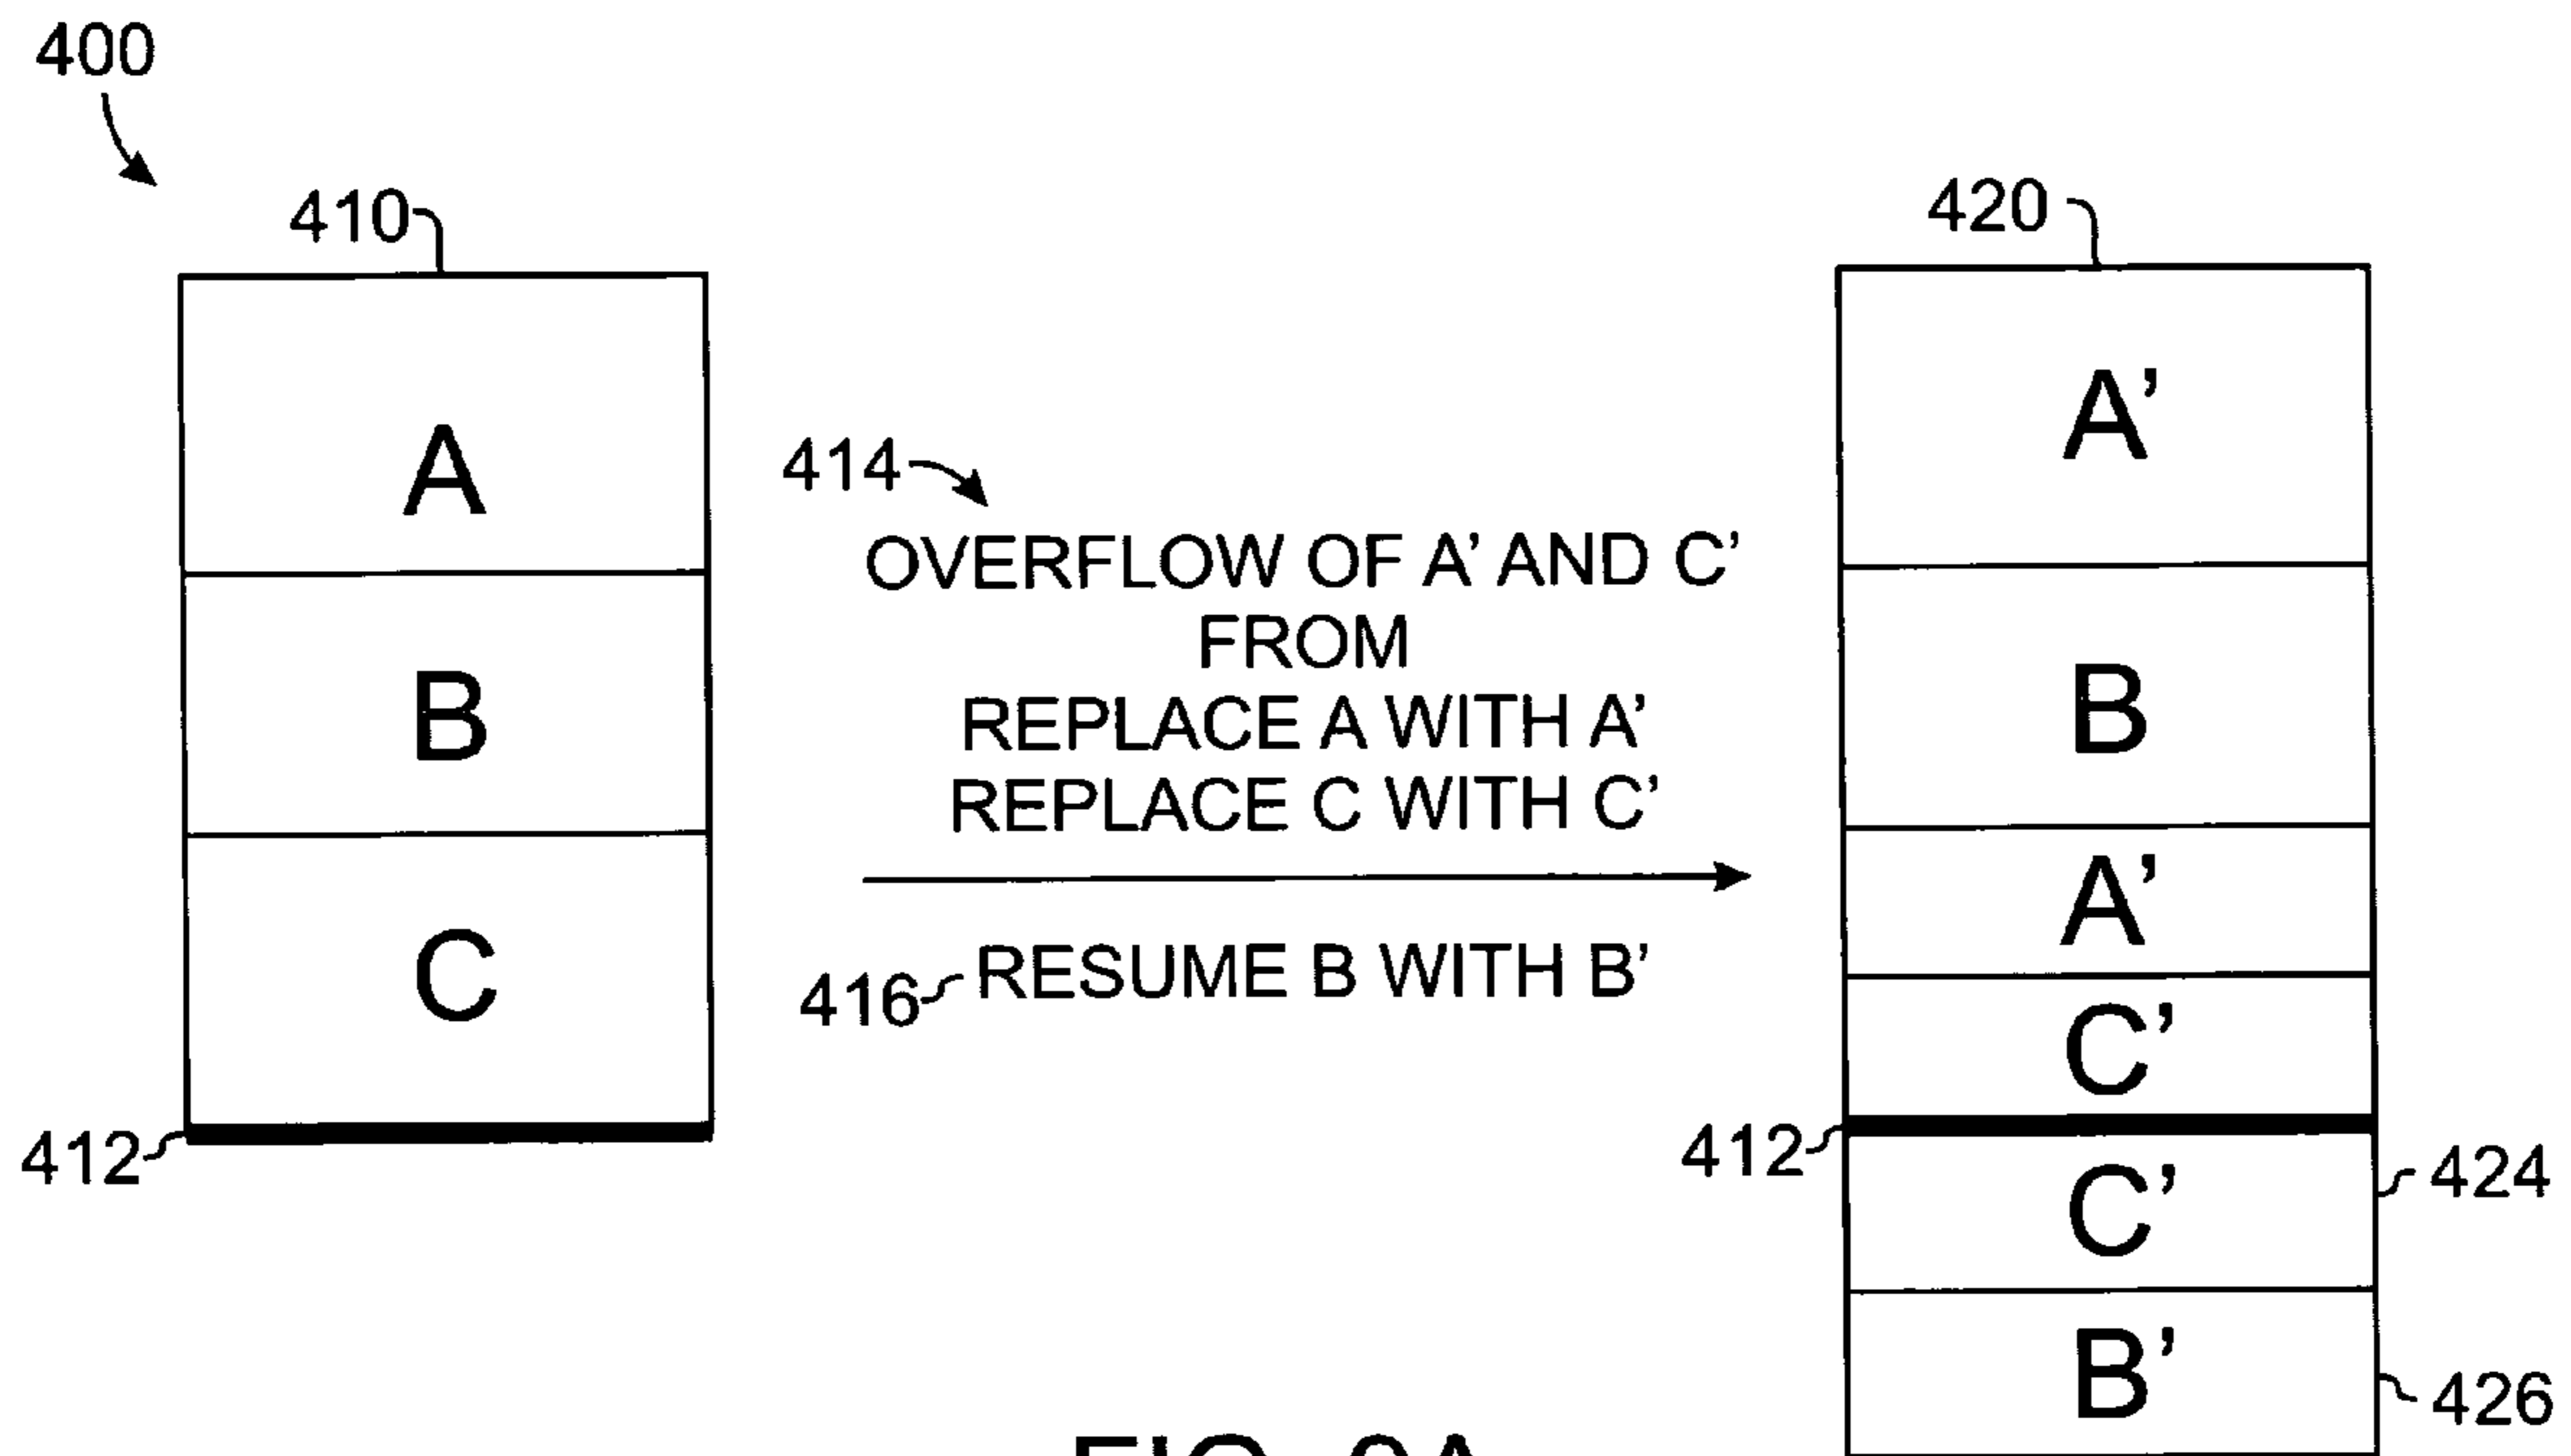 400
410
420
A
B
C
412
414
OVERFLOW OF A’ AND C’
FROM
REPLACE A WITH A’
REPLACE C WITH C’
416
RESUME B WITH B’
A’
B
A’
C’
412
C’
424
B’
426